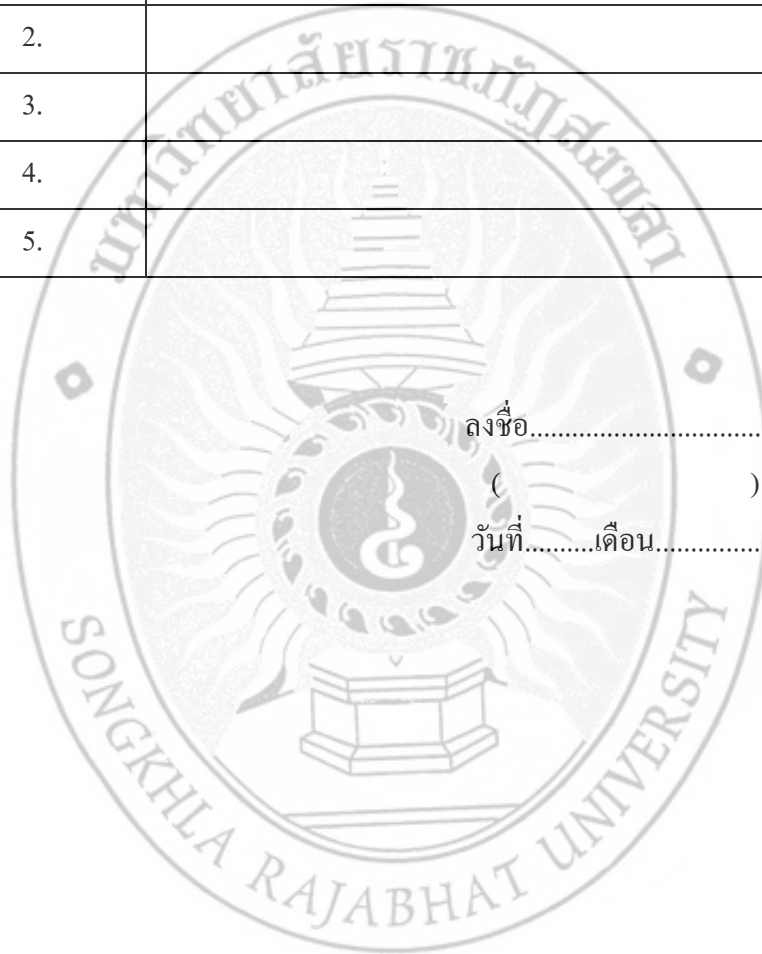 2.
3.
4.
5.
มหาวิทยาลัยราชภัฏสงขลา
ลงชื่อ.................................
( )
วันที่..........เดือน...............
SONGKHLA RAJABHAT UNIVERSITY